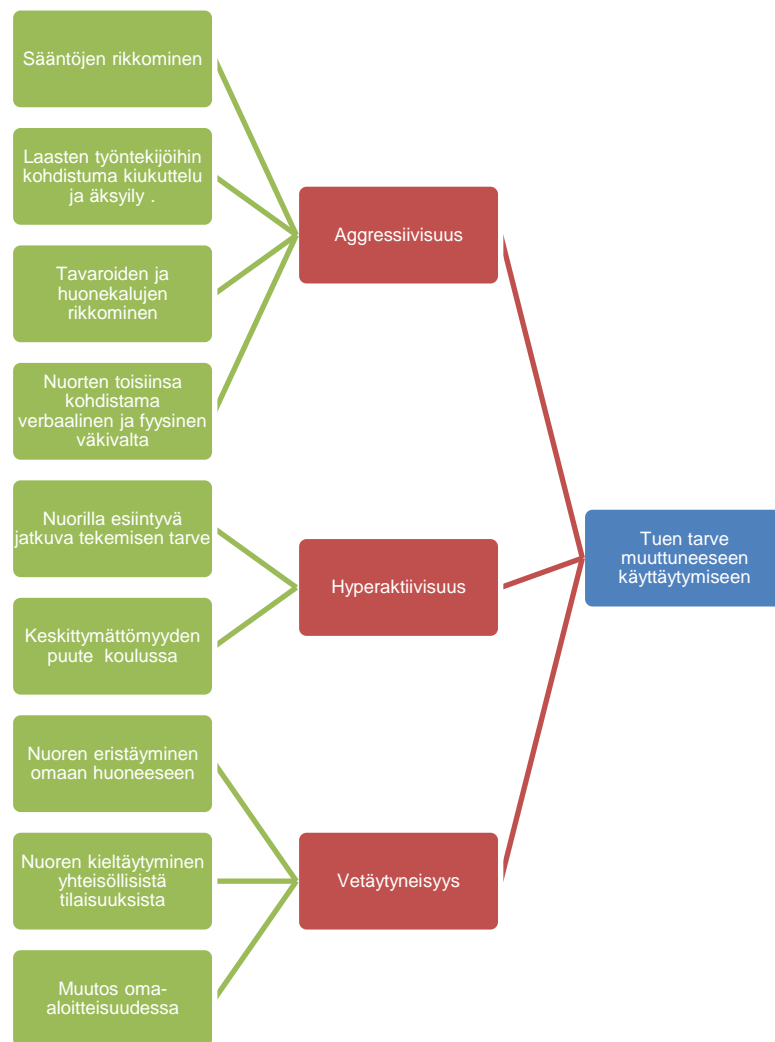 Sääntöjen rikkominen
Laasten työntekijöihin
kohdistuma kiukuttelu
ja äksyily .
Tavaroiden ja
huonekalujen
rikkominen
Nuorten toisiinsa
kohdistama
verbaalinen ja fyysinen
väkivalta
Aggressiivisuus
Nuorilla esiintyvä
jatkuva tekemisen tarve
Keskittymättömyyden
puute koulussa
Hyperaktiivisuus
Nuoren eristäyminen
omaan huoneeseen
Nuoren kieltäytyminen
yhteisöllisistä
tilaisuuksista
Muutos oma-
aloitteisuudessa
Vetäytyneisyys
Tuen tarve
muuttuneeseen
käyttäytymiseen